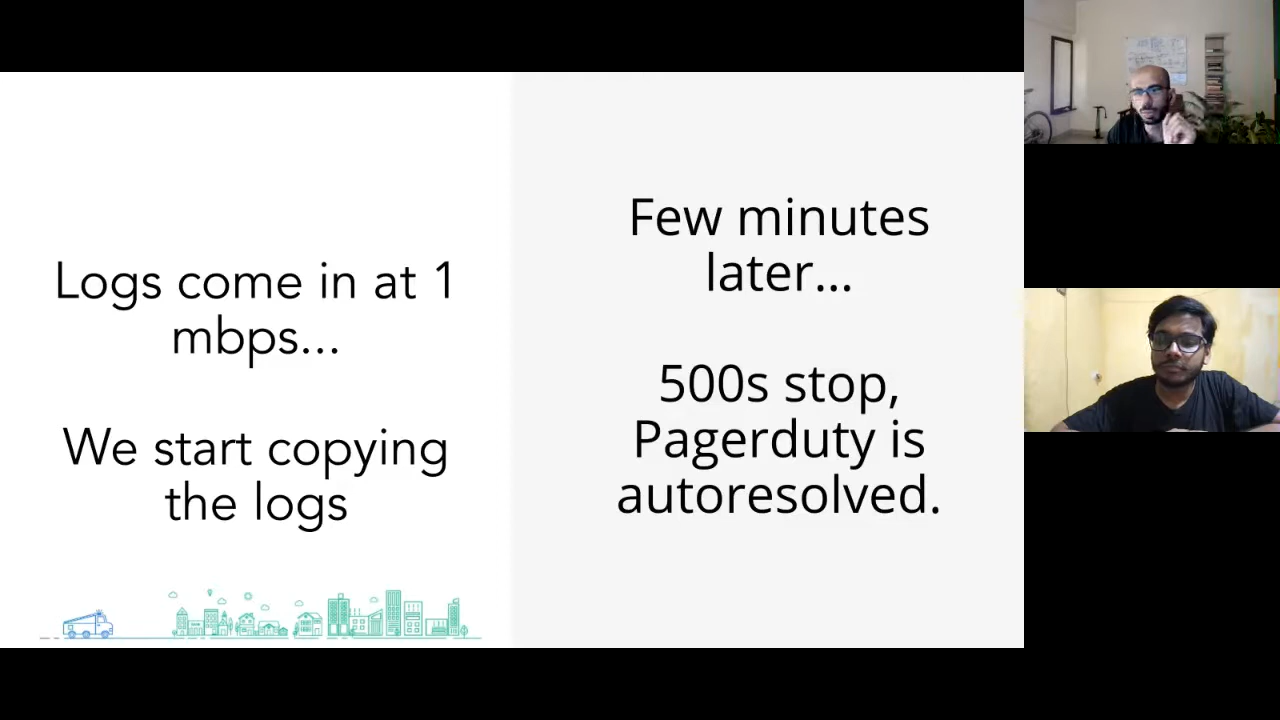 Logs come in at 1
mbps...
We start copying
the logs
Few minutes
later...
500s stop,
Pagerduty is
autoresolved.